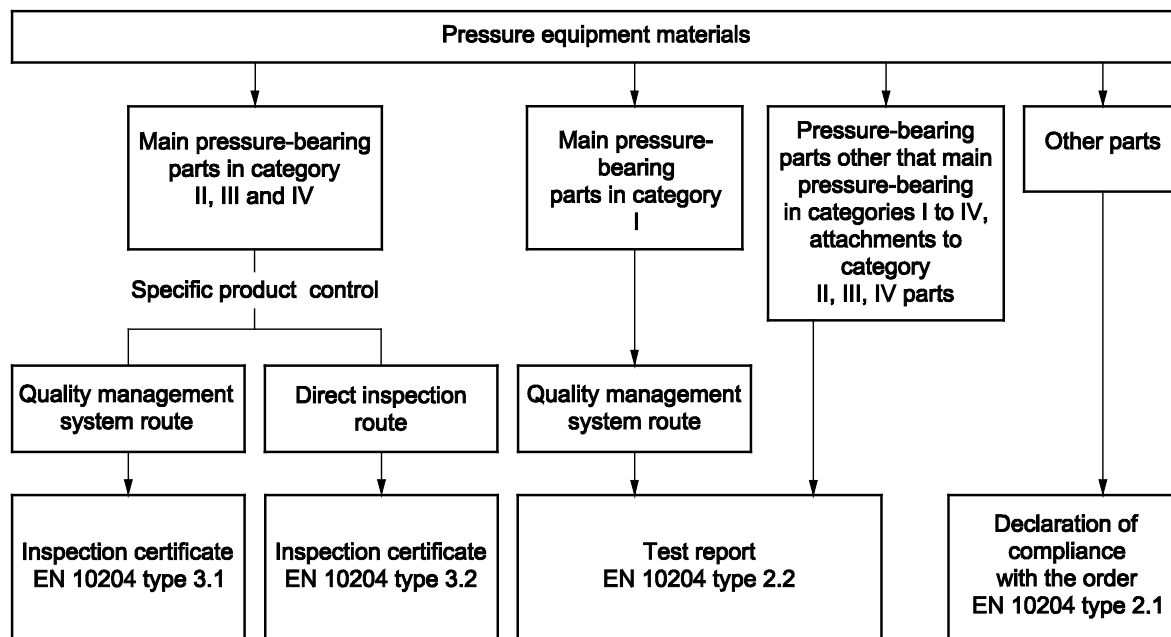 Pressure equipment materials
Main pressure-bearing
parts in category
II, III and IV
Main pressure-
bearing
parts in category
I
Pressure-bearing
parts other that main
pressure-bearing
in categories I to IV,
attachments to
category
II, III, IV parts
Other parts
Specific product control
Quality management
system route
Direct inspection
route
Quality management
system route
Inspection certificate
EN 10204 type 3.1
Inspection certificate
EN 10204 type 3.2
Test report
EN 10204 type 2.2
Declaration of
compliance
with the order
EN 10204 type 2.1